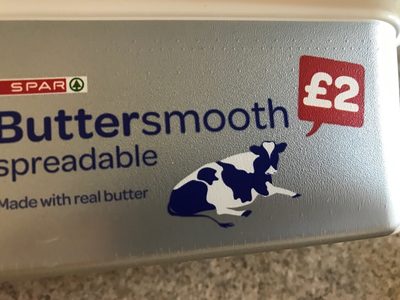 SPAR
£2
Buttersmooth
spreadable
Made with real butter